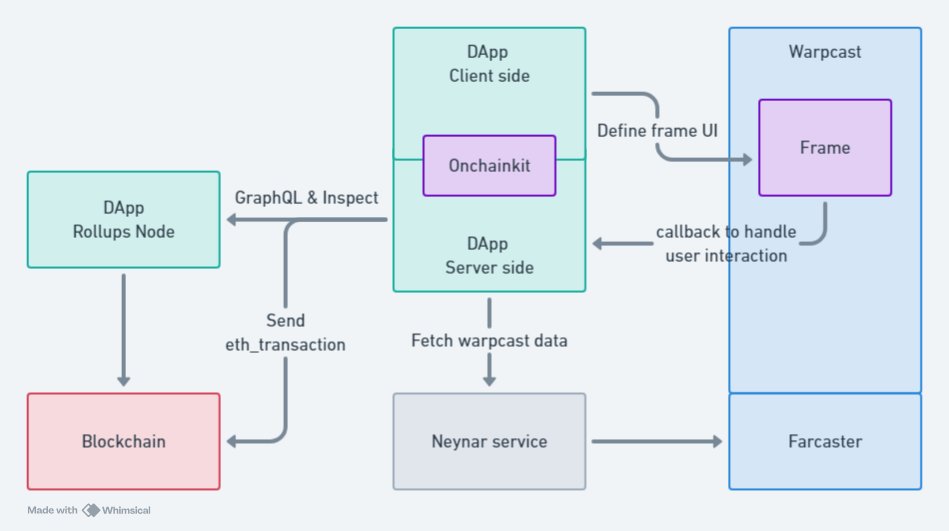 DApp
Client side
Warpcast
Define frame UI
Frame
Onchainkit
GraphQL & Inspect
DApp
Rollups Node
callback to handle
user interaction
DApp
Server side
Send
eth_transaction
Fetch warpcast data
Blockchain
Neynar service
Farcaster
Made with Whimsical